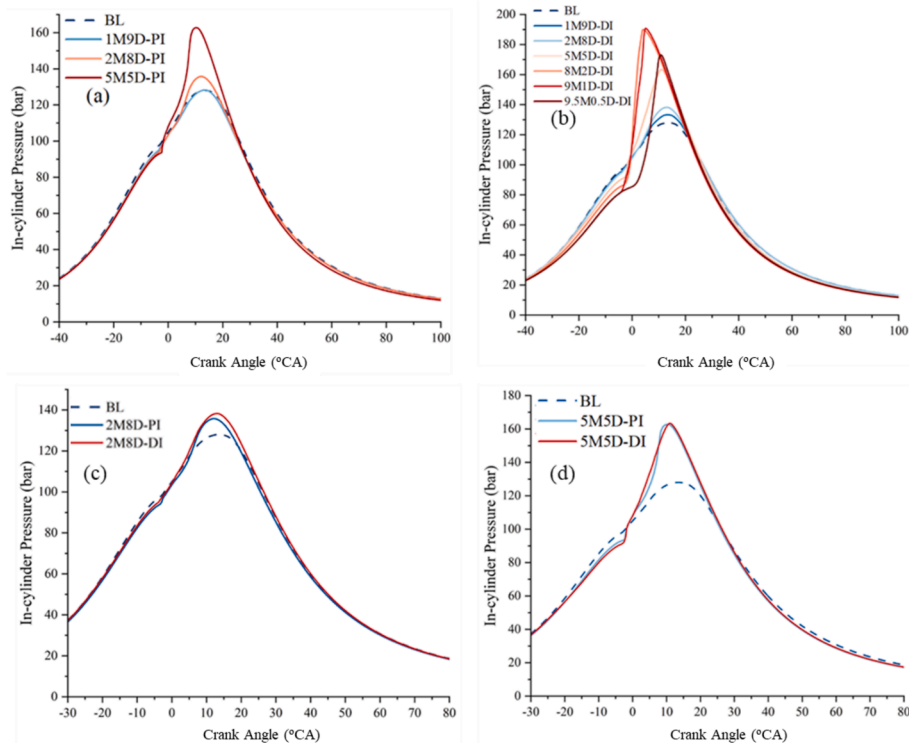 BL
1M9D-PI
2M8D-PI
5M5D-PI
(a)
In-cylinder Pressure (bar)
160
140
120
100
80
60
40
20
0
-40 -20 0 20 40 60 80 100
Crank Angle (°CA)
BL
1M9D-DI
2M8D-DI
5M5D-DI
8M2D-DI
9M1D-DI
9.5M0.5D-DI
(b)
In-cylinder Pressure (bar)
200
180
160
140
120
100
80
60
40
20
0
-40 -20 0 20 40 60 80 100
Crank Angle (°CA)
BL
2M8D-PI
2M8D-DI
(c)
In-cylinder Pressure (bar)
140
120
100
80
60
40
20
0
-30 -20 -10 0 10 20 30 40 50 60 70 80
Crank Angle (°CA)
BL
5M5D-PI
5M5D-DI
(d)
In-cylinder Pressure (bar)
180
160
140
120
100
80
60
40
20
0
-30 -20 -10 0 10 20 30 40 50 60 70 80
Crank Angle (°CA)